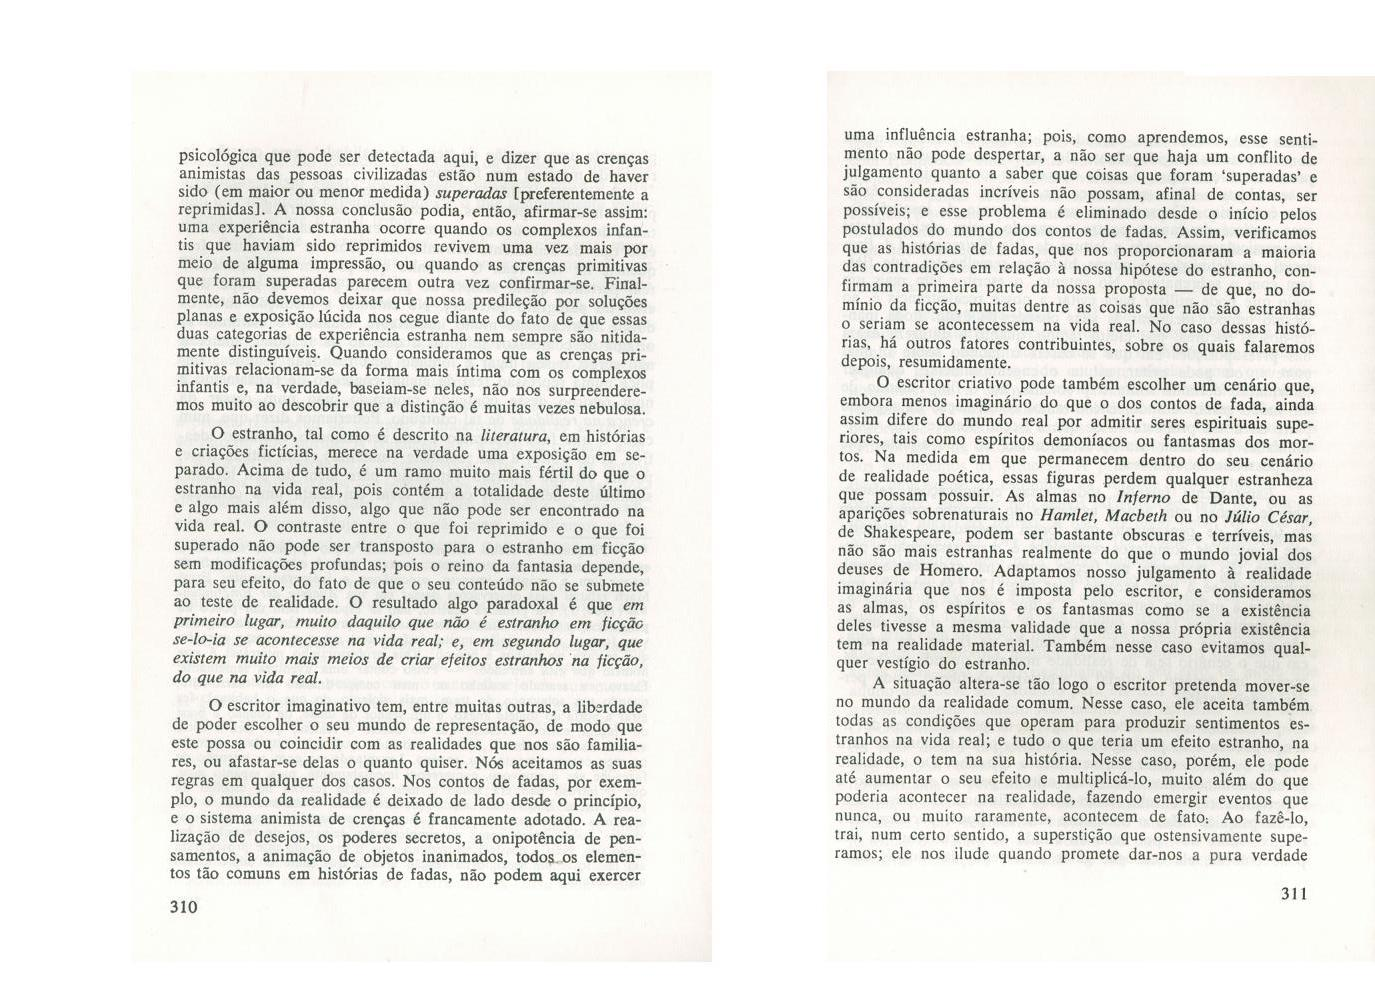 psicológica que pode ser detectada aqui, e dizer que as crenças
animistas das pessoas civilizadas estão num estado de haver
sido (em maior ou menor medida) superadas [preferentemente a
reprimidas]. A nossa conclusão podia, então, afirmar-se assim:
uma experiência estranha ocorre quando os complexos infan-
tis que haviam sido reprimidos revivem uma vez mais por
meio de alguma impressão, ou quando as crenças primitivas
que foram superadas parecem outra vez confirmar-se. Final-
mente, não devemos deixar que nossa predileção por soluções
planas e exposição lúcida nos cegue diante do fato de que essas
duas categorias de experiência estranha nem sempre são nitida-
mente distinguíveis. Quando consideramos que as crenças pri-
mitivas relacionam-se da forma mais íntima com os complexos
infantis e, na verdade, baseiam-se neles, não nos surpreendere-
mos muito ao descobrir que a distinção é muitas vezes nebulosa.
O estranho, tal como é descrito na literatura, em histórias
e criações fictícias, merece na verdade uma exposição em se-
parado. Acima de tudo, é um ramo muito mais fértil do que o
estranho na vida real, pois contém a totalidade deste último
e algo mais além disso, algo que não pode ser encontrado na
vida real. O contraste entre o que foi reprimido e o que foi
superado não pode ser transposto para o estranho em ficção
sem modificações profundas; pois o reino da fantasia depende,
para seu efeito, do fato de que o seu conteúdo não se submete
ao teste de realidade. O resultado algo paradoxal é que em
primeiro lugar, muito daquilo que não é estranho em ficção
se-lo-ia se acontecesse na vida real; e, em segundo lugar, que
existem muito mais meios de criar efeitos estranhos na ficção,
do que na vida real.
O escritor imaginativo tem, entre muitas outras, a liberdade
de poder escolher o seu mundo de representação, de modo que
este possa ou coincidir com as realidades que nos são familia-
res, ou afastar-se delas o quanto quiser. Nós aceitamos as suas
regras em qualquer dos casos. Nos contos de fadas, por exem-
plo, o mundo da realidade é deixado de lado desde o princípio,
e o sistema animista de crenças é francamente adotado. A rea-
lização de desejos, os poderes secretos, a onipotência de pen-
samentos, a animação de objetos inanimados, todos os elemen-
tos tão comuns em histórias de fadas, não podem aqui exercer
310
uma influência estranha; pois, como aprendemos, esse senti-
mento não pode despertar, a não ser que haja um conflito de
julgamento quanto a saber que coisas que foram ‘superadas’ e
são consideradas incríveis não possam, afinal de contas, ser
possíveis; e esse problema é eliminado desde o início pelos
postulados do mundo dos contos de fadas. Assim, verificamos
que as histórias de fadas, que nos proporcionaram a maioria
das contradições em relação à nossa hipótese do estranho, con-
firmam a primeira parte da nossa proposta — de que, no do-
mínio da ficção, muitas dentre as coisas que não são estranhas
o seriam se acontecessem na vida real. No caso dessas histó-
rias, há outros fatores contribuintes, sobre os quais falaremos
depois, resumidamente.
O escritor criativo pode também escolher um cenário que,
embora menos imaginário do que o dos contos de fada, ainda
assim difere do mundo real por admitir seres espirituais supe-
riores, tais como espíritos demoníacos ou fantasmas dos mor-
tos. Na medida em que permanecem dentro do seu cenário
de realidade poética, essas figuras perdem qualquer estranheza
que possam possuir. As almas no Inferno de Dante, ou as
aparições sobrenaturais no Hamlet, Macbeth ou no Júlio César,
de Shakespeare, podem ser bastante obscuras e terríveis, mas
não são mais estranhas realmente do que o mundo jovial dos
deuses de Homero. Adaptamos nosso julgamento à realidade
imaginária que nos é imposta pelo escritor, e consideramos
as almas, os espíritos e os fantasmas como se a existência
deles tivesse a mesma validade que a nossa própria existência
tem na realidade material. Também nesse caso evitamos qual-
quer vestígio do estranho.
A situação altera-se tão logo o escritor pretenda mover-se
no mundo da realidade comum. Nesse caso, ele aceita também
todas as condições que operam para produzir sentimentos es-
tranhos na vida real; e tudo o que teria um efeito estranho, na
realidade, o tem na sua história. Nesse caso, porém, ele pode
até aumentar o seu efeito e multiplicá-lo, muito além do que
poderia acontecer na realidade, fazendo emergir eventos que
nunca, ou muito raramente, acontecem de fato. Ao fazê-lo,
trai, num certo sentido, a superstição que ostensivamente supe-
ramos; ele nos ilude quando promete dar-nos a pura verdade
311